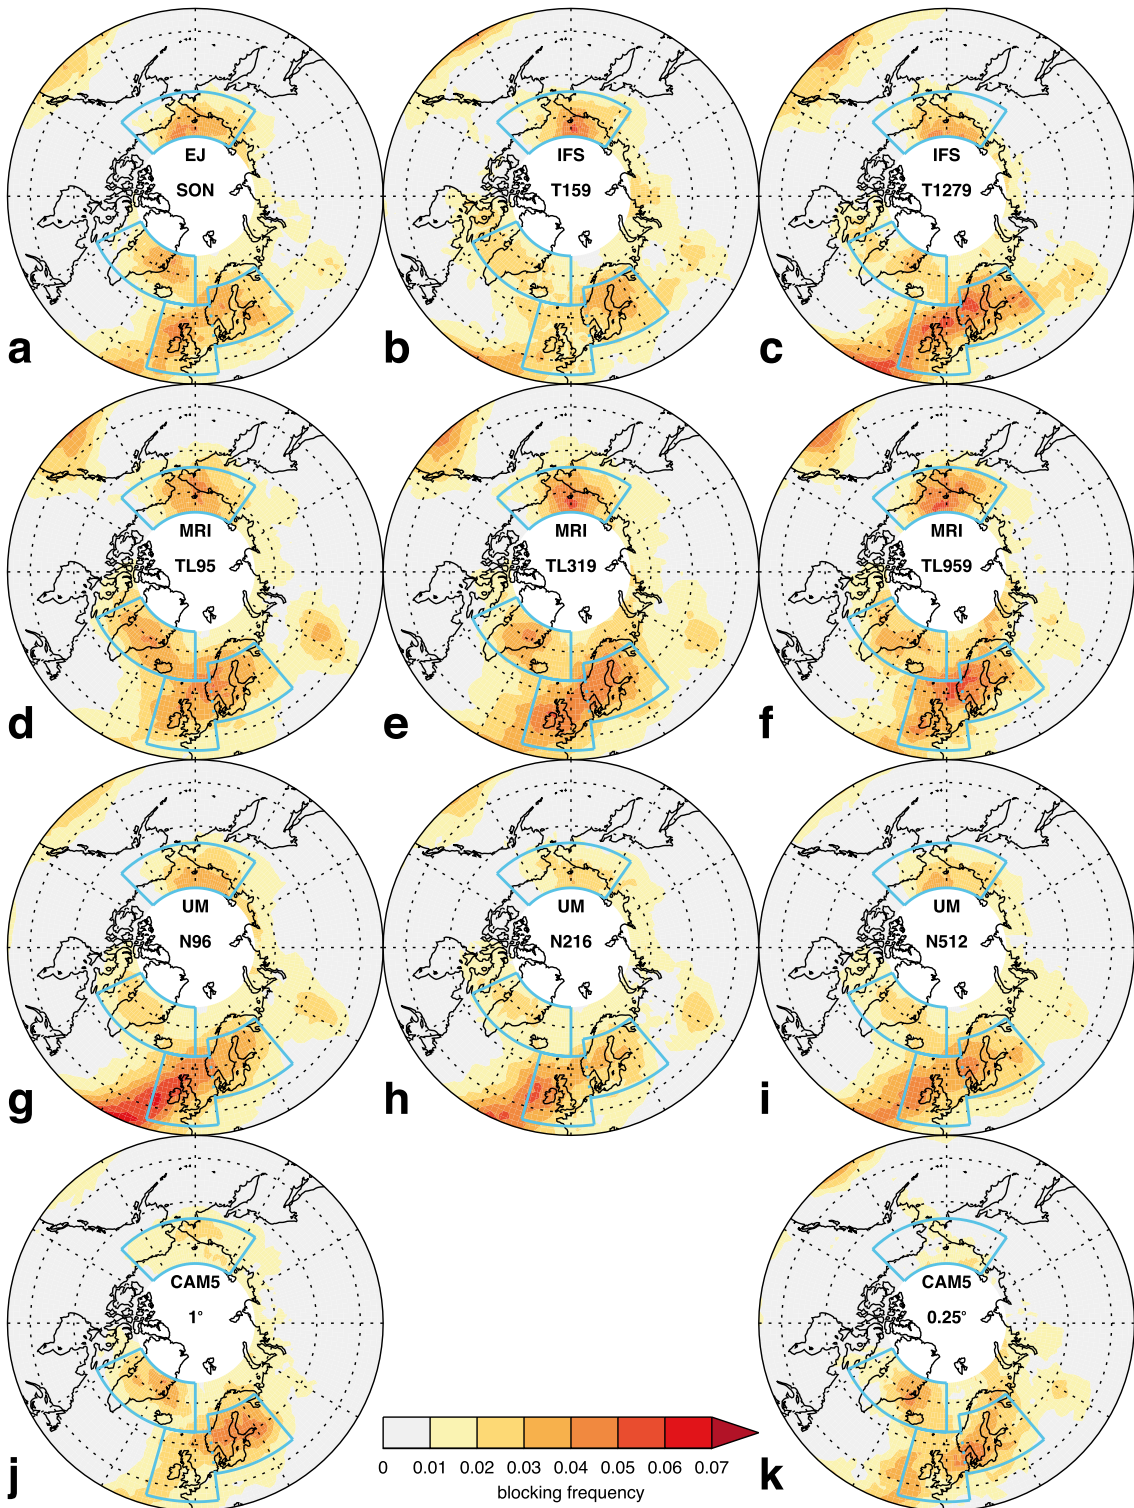 EJ
SON
a
IFS
T159
b
IFS
T1279
c
MRI
TL95
d
MRI
TL319
e
MRI
TL959
f
UM
N96
g
UM
N216
h
UM
N512
i
CAM5
1°
j
CAM5
0.25°
k
0 0.01 0.02 0.03 0.04 0.05 0.06 0.07
blocking frequency